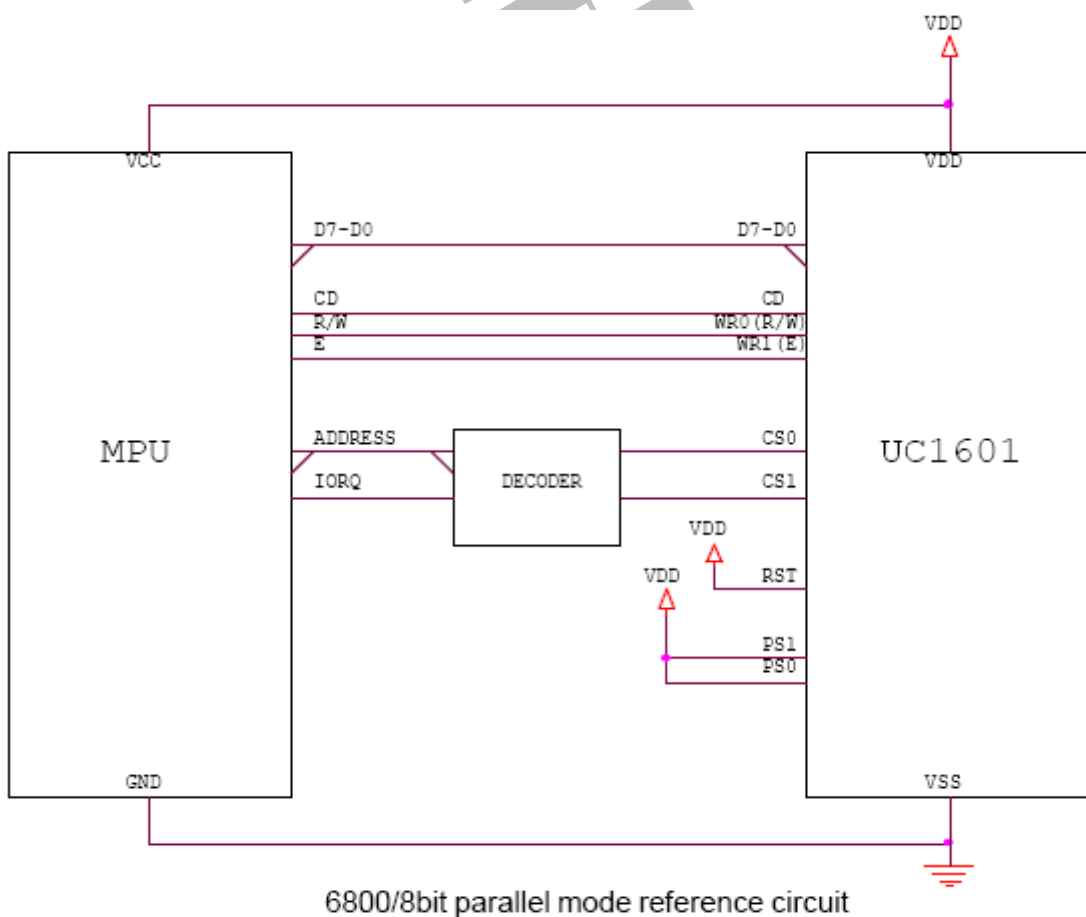 VDD
VCC VDD
D7-D0 D7-D0
CD CD
R/W WR0(R/W)
E WR1(E)
MPU ADDRESS CS0 UC1601
IORQ DECODER CS1
VDD
VDD RST
PS1
PS0
GND VSS
6800/8bit parallel mode reference circuit